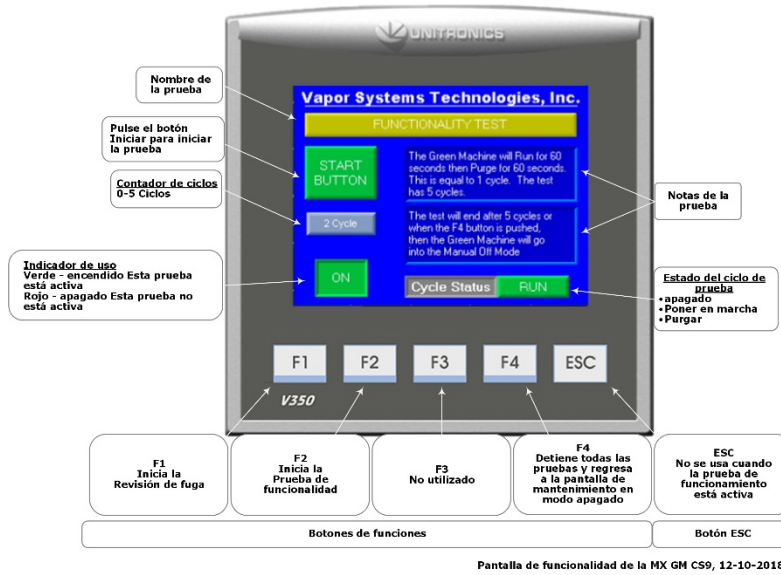 UNITRONICS
Nombre de
la prueba
Vapor Systems Technologies, Inc.
FUNCTIONALITY TEST
Pulse el botón
Iniciar para iniciar
la prueba
START
BUTTON
The Green Machine will Run for 60
seconds then Purge for 60 seconds.
This is equal to 1 cycle. The test
has 5 cycles.
Contador de ciclos
0-5 Ciclos
Notas de la
prueba
2 Cycle
The test will end after 5 cycles or
when the F4 button is pushed,
then the Green Machine will go
into the Manual Off Mode
Indicador de uso
Verde - encendido Esta prueba
está activa
Rojo - apagado Esta prueba no
está activa
ON
Cycle Status
RUN
Estado del ciclo de
prueba
•apagado
•Poner en marcha
•Purgar
F1
F2
F3
F4
ESC
V350
F1
Inicia la
Revisión de fuga
F2
Inicia la
Prueba de
funcionalidad
F3
No utilizado
F4
Detiene todas las
pruebas y regresa
a la pantalla de
mantenimiento en
modo apagado
ESC
No se usa cuando
la prueba de
funcionamiento
está activa
Botones de funciones
Botón ESC
Pantalla de funcionalidad de la MX GM CS9, 12-10-201